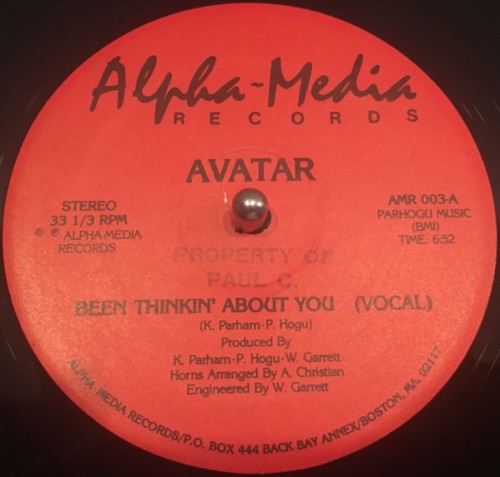 Alpha-Media
RECORDS
AVATAR
STEREO
33 1/3 RPM
© ℗ ALPHA MEDIA
RECORDS
AMR 003-A
PARHOGU MUSIC
(BMI)
TIME: 6:52
PROPERTY OF
PAUL C.
BEEN THINKIN' ABOUT YOU (VOCAL)
(K. Parham-P. Hogu)
Produced By
K. Parham-P. Hogu-W. Garrett
Horns Arranged By A. Christian
Engineered By W. Garrett
ALPHA, MEDIA RECORDS/P.O. BOX 444 BACK BAY ANNEX/BOSTON, MA. 02117